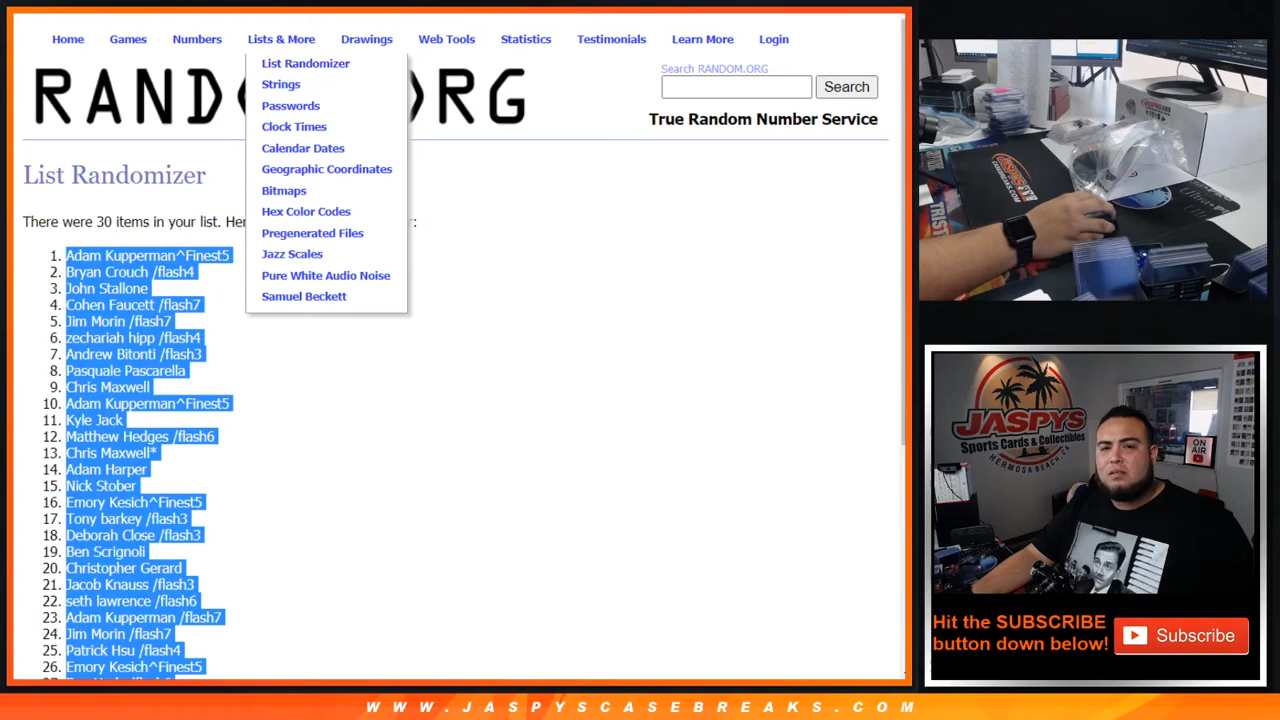 Home Games Numbers Lists & More Drawings Web Tools Statistics Testimonials Learn More Login
List Randomizer
Strings
Passwords
Clock Times
Calendar Dates
Geographic Coordinates
Bitmaps
Hex Color Codes
Pregenerated Files
Jazz Scales
Pure White Audio Noise
Samuel Beckett
Search RANDOM.ORG
Search
True Random Number Service
List Randomizer
There were 30 items in your list. :
1. Adam Kupperman^Finest5
2. Bryan Crouch /flash4
3. John Stallone
4. Cohen Faucett /flash7
5. Jim Morin /flash7
6. zechariah hipp /flash4
7. Andrew Bitonti /flash3
8. Pasquale Pascarella
9. Chris Maxwell
10. Adam Kupperman^Finest5
11. Kyle Jack
12. Matthew Hedges /flash6
13. Chris Maxwell*
14. Adam Harper
15. Nick Stober
16. Emory Kesich^Finest5
17. Tony barkey /flash3
18. Deborah Close /flash3
19. Ben Scrignoli
20. Christopher Gerard
21. Jacob Knauss /flash3
22. seth lawrence /flash6
23. Adam Kupperman /flash7
24. Jim Morin /flash7
25. Patrick Hsu /flash4
26. Emory Kesich^Finest5
JASPYS
Sports Cards & Collectibles
HERMOSA BEACH, CA
ON
AIR
Hit the SUBSCRIBE
button down below!
Subscribe
WWW.JASPYSCASEBREAKS.COM